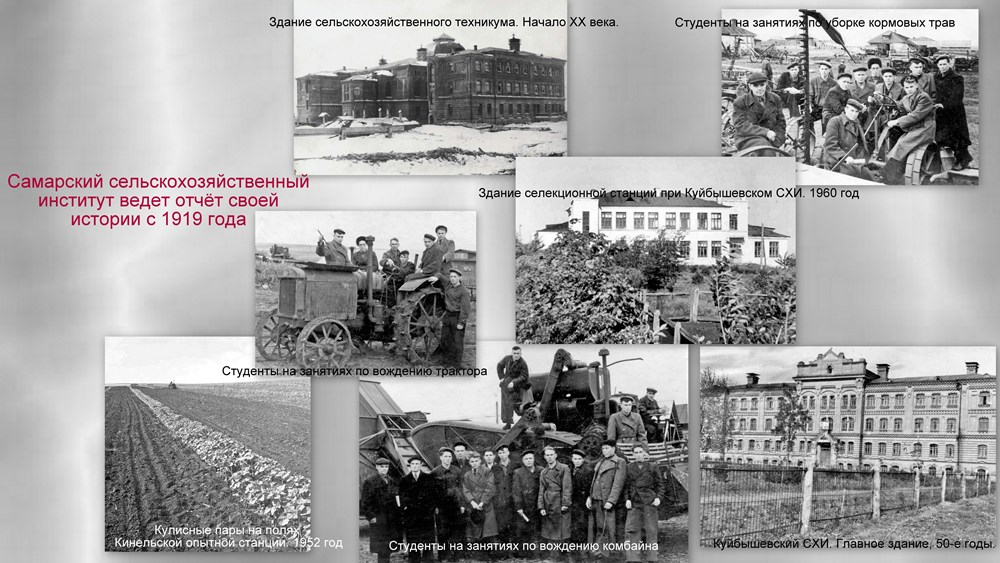 Здание сельскохозяйственного техникума. Начало XX века.
Студенты на занятиях по уборке кормовых трав
Самарский сельскохозяйственный
институт ведет отчёт своей
истории с 1919 года
Здание селекционной станций при Куйбышевском СХИ. 1960 год
Студенты на занятиях по вождению трактора
Кулисные пары на полях
Кинельской опытной станции. 1952 год
Студенты на занятиях по вождению комбайна
Куйбышевский СХИ. Главное здание, 50-е годы.